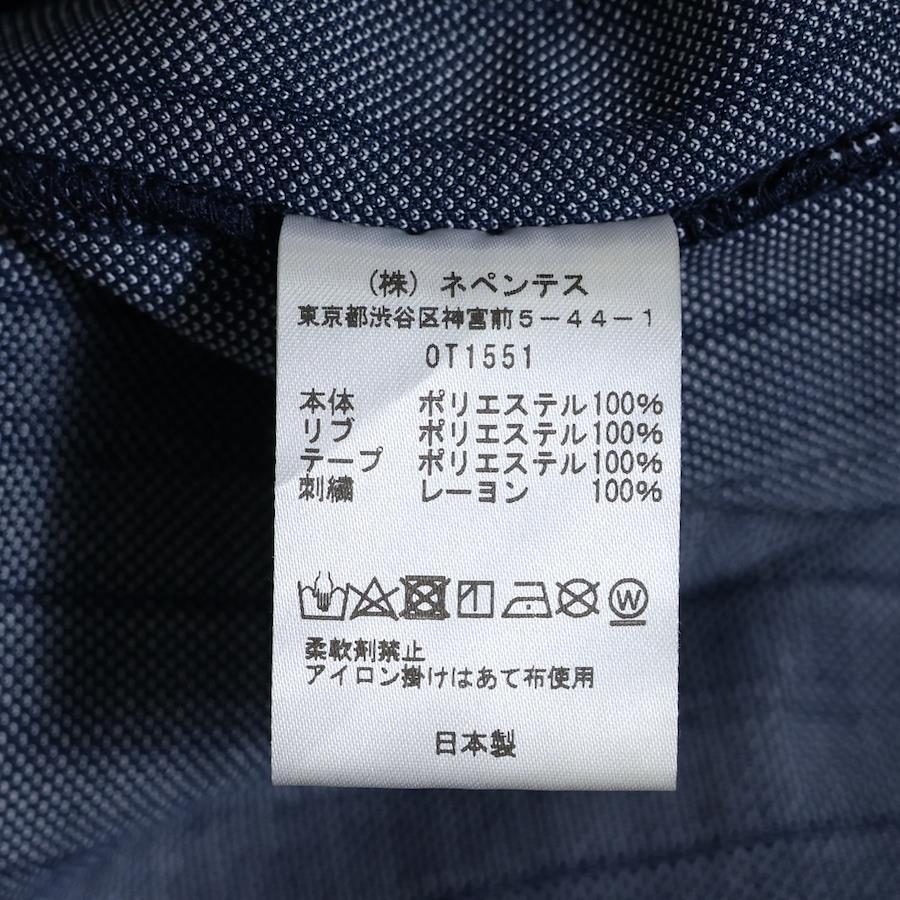 (株) ネペンテス
東京都渋谷区神宮前5-44-1
OT1551
本体 ポリエステル100%
リブ ポリエステル100%
テープ ポリエステル100%
刺繍 レーヨン 100%
W
柔軟剤禁止
アイロン掛けはあて布使用
日本製